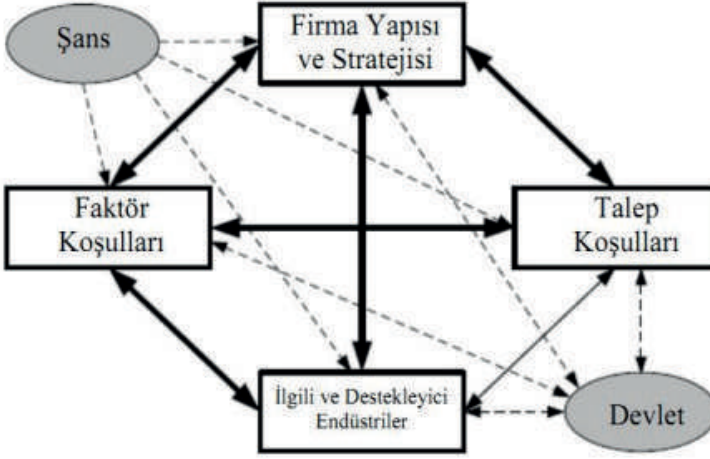 Şans
Firma Yapısı
ve Stratejisi
Faktör
Koşulları
Talep
Koşulları
İlgili ve Destekleyici
Endüstriler
Devlet